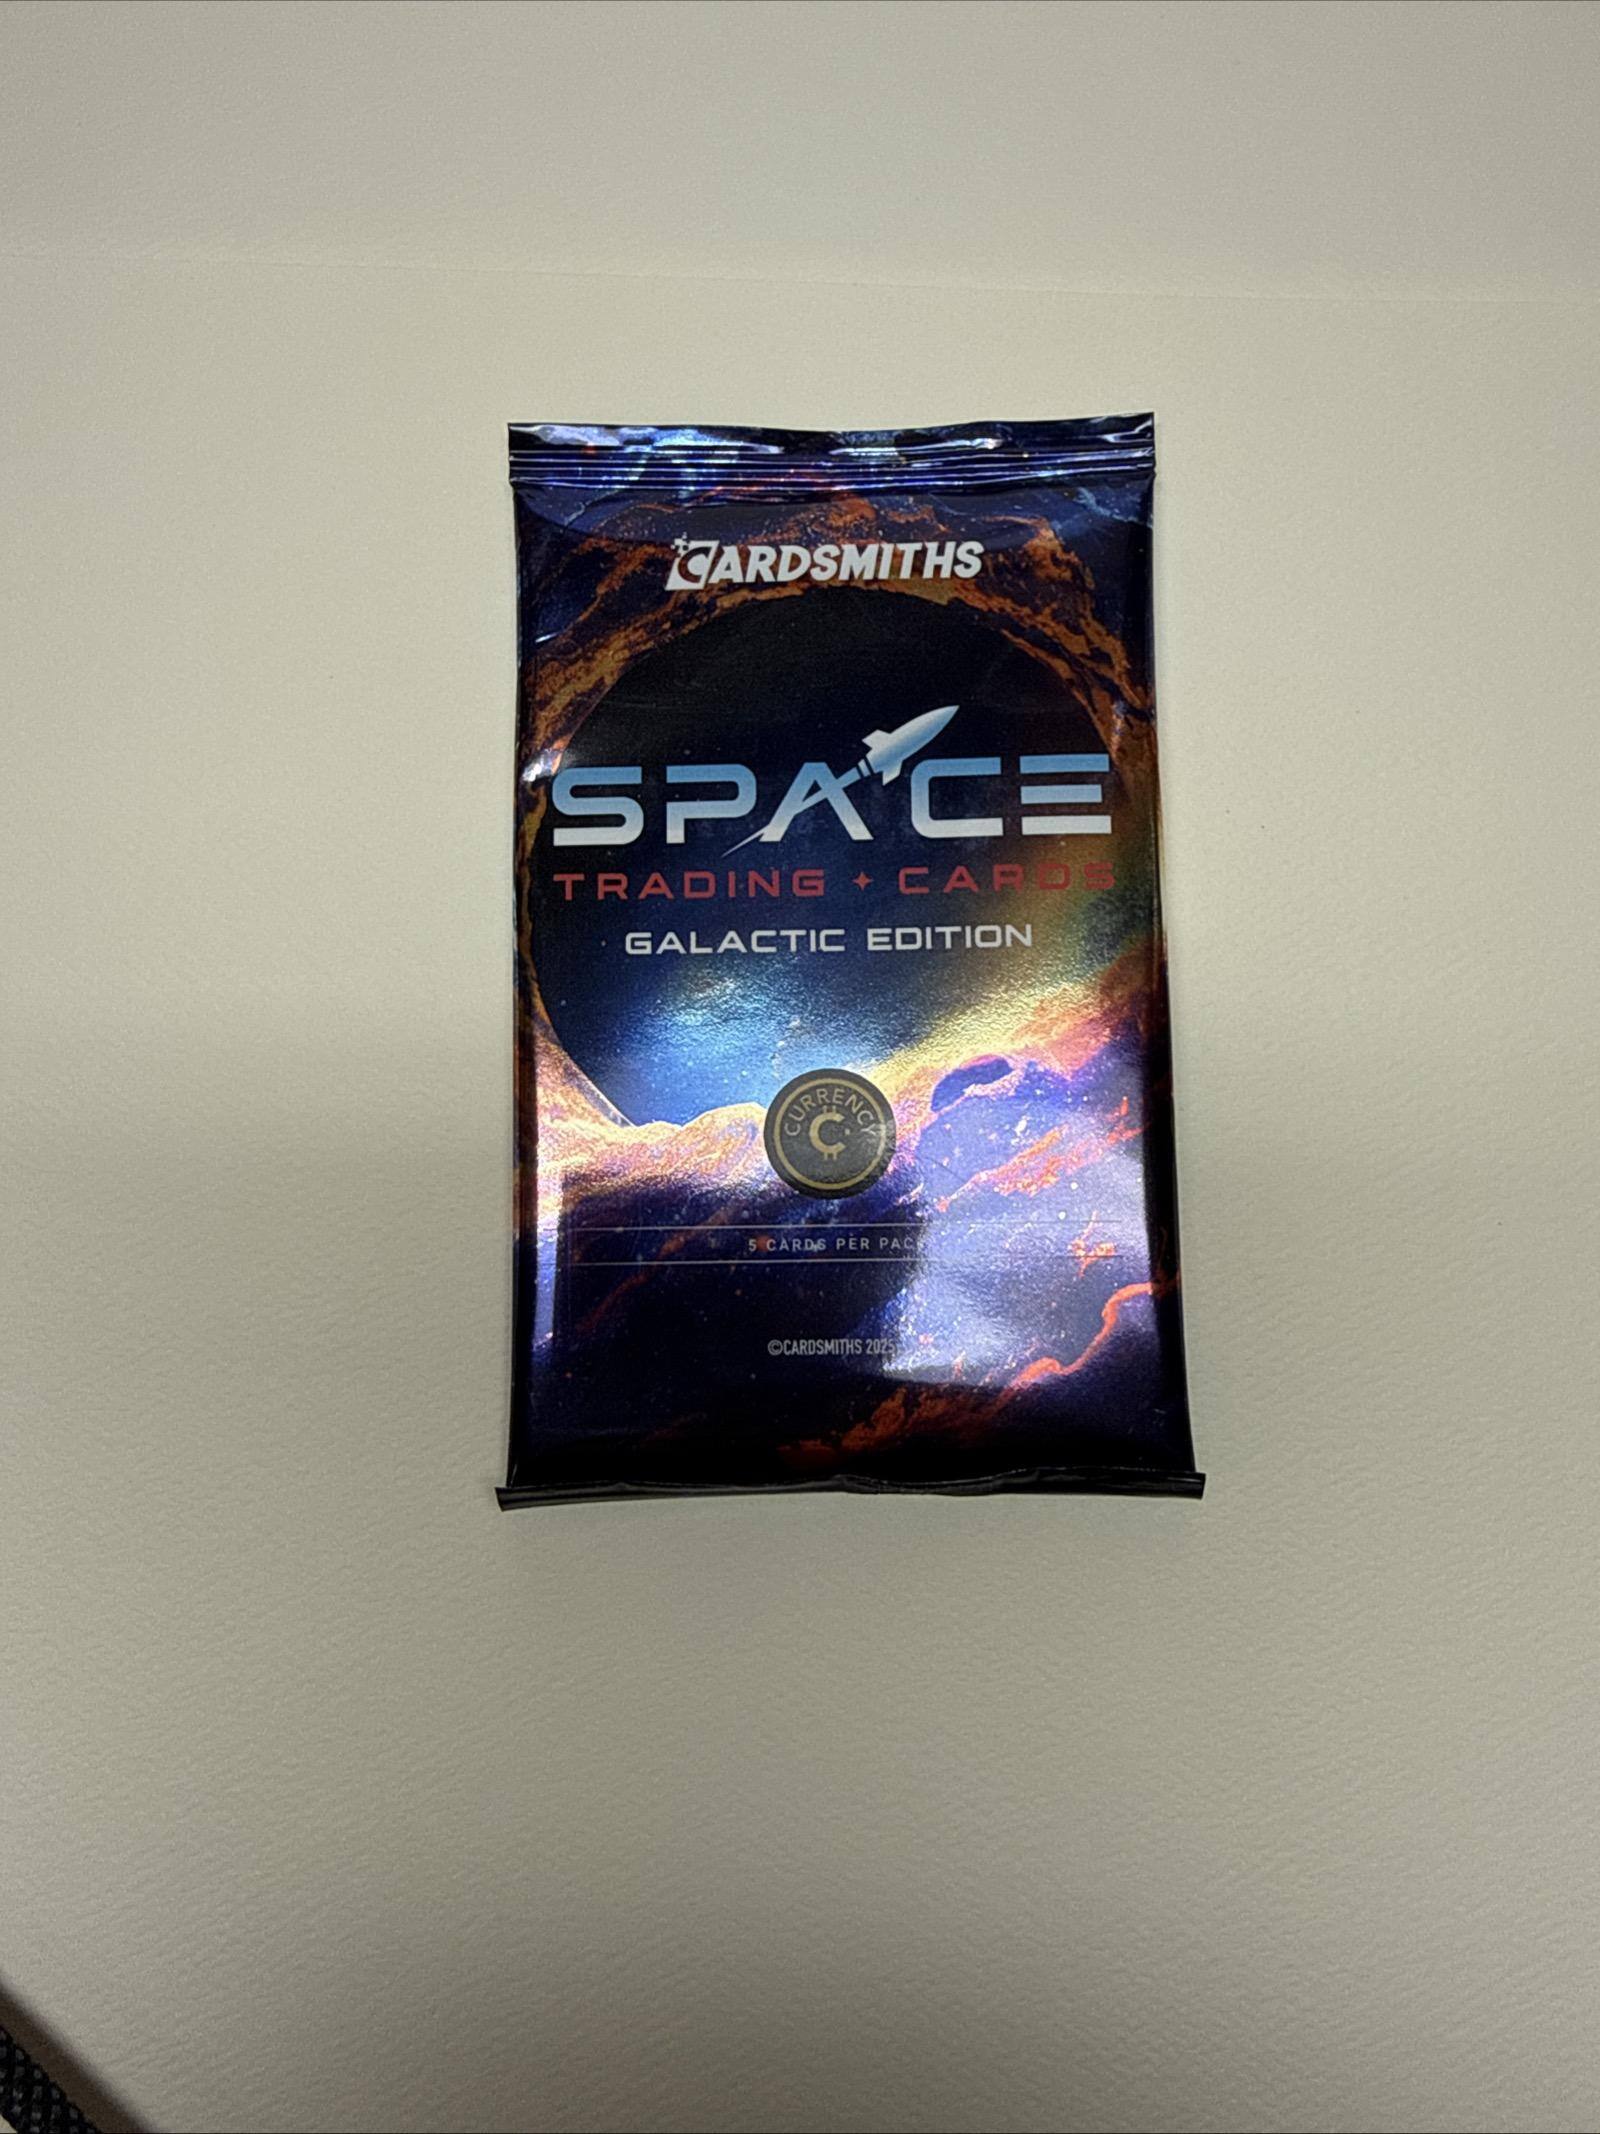 CARDSMITHS
SPACE
TRADING CARDS
GALACTIC EDITION
CURRENCY
C
5 CARDS PER PACK
©CARDSMITHS 2025